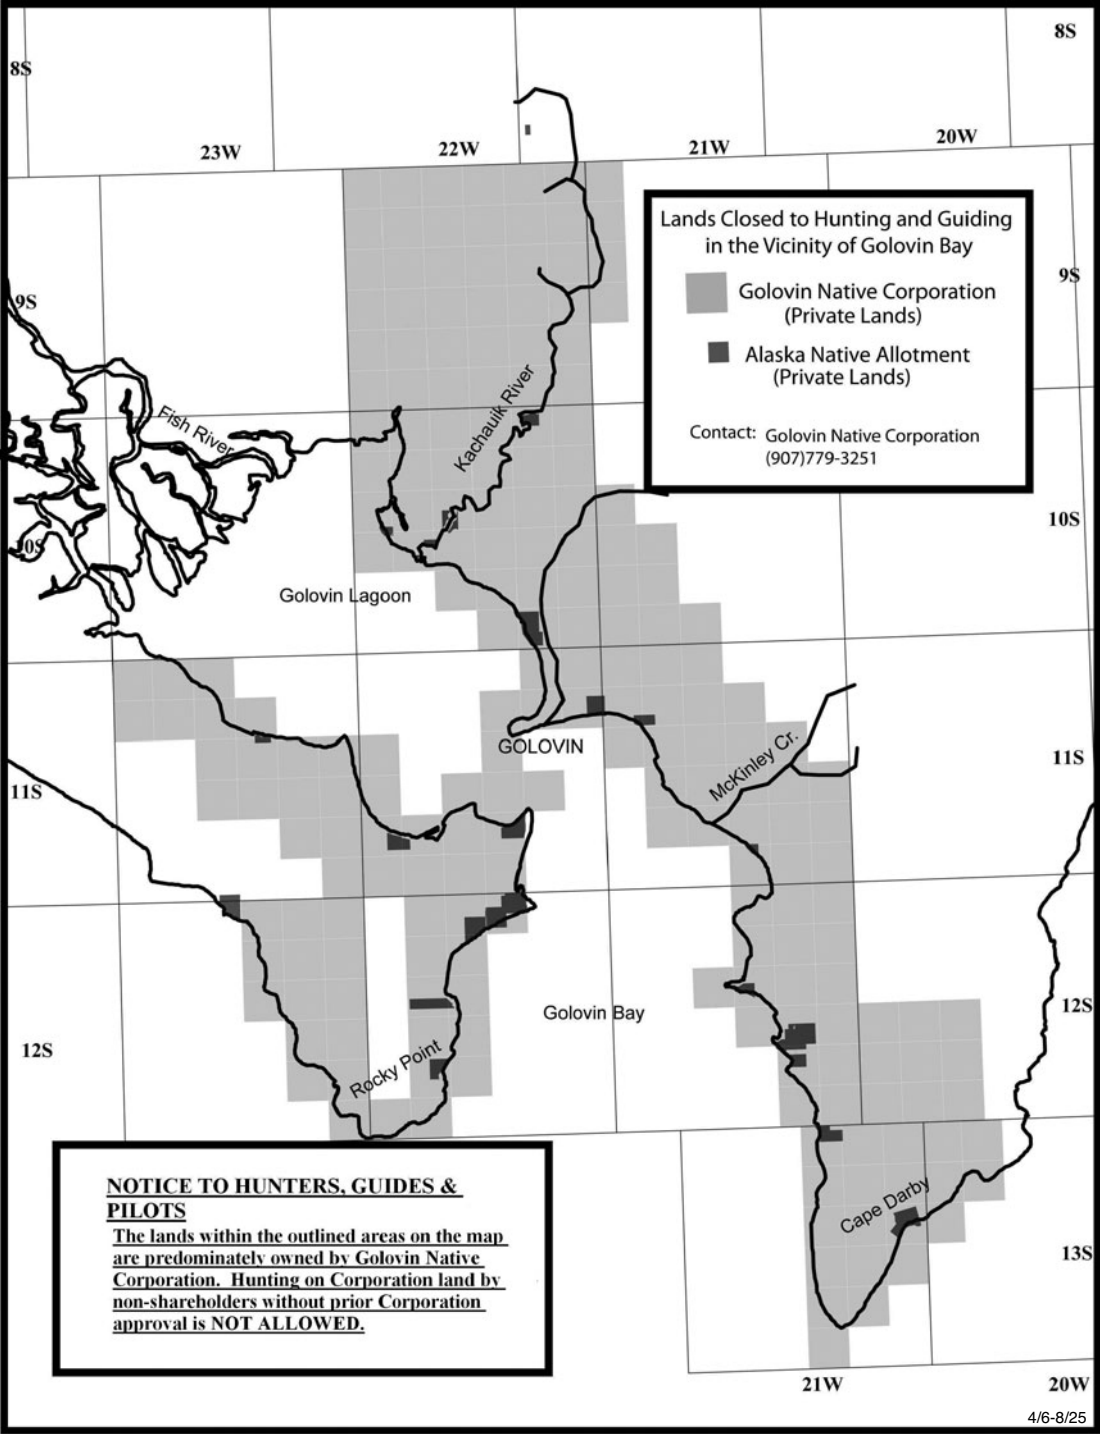 8S
8S
23W
22W
21W
20W
Lands Closed to Hunting and Guiding
in the Vicinity of Golovin Bay
Golovin Native Corporation
(Private Lands)
Alaska Native Allotment
(Private Lands)
Contact: Golovin Native Corporation
(907)779-3251
9S
9S
Fish River
Kachauik River
10S
10S
Golovin Lagoon
GOLOVIN
McKinley Cr.
11S
11S
Golovin Bay
12S
12S
Rocky Point
Cape Darby
13S
NOTICE TO HUNTERS, GUIDES &
PILOTS
The lands within the outlined areas on the map
are predominately owned by Golovin Native
Corporation. Hunting on Corporation land by
non-shareholders without prior Corporation
approval is NOT ALLOWED.
21W
20W
4/6-8/25